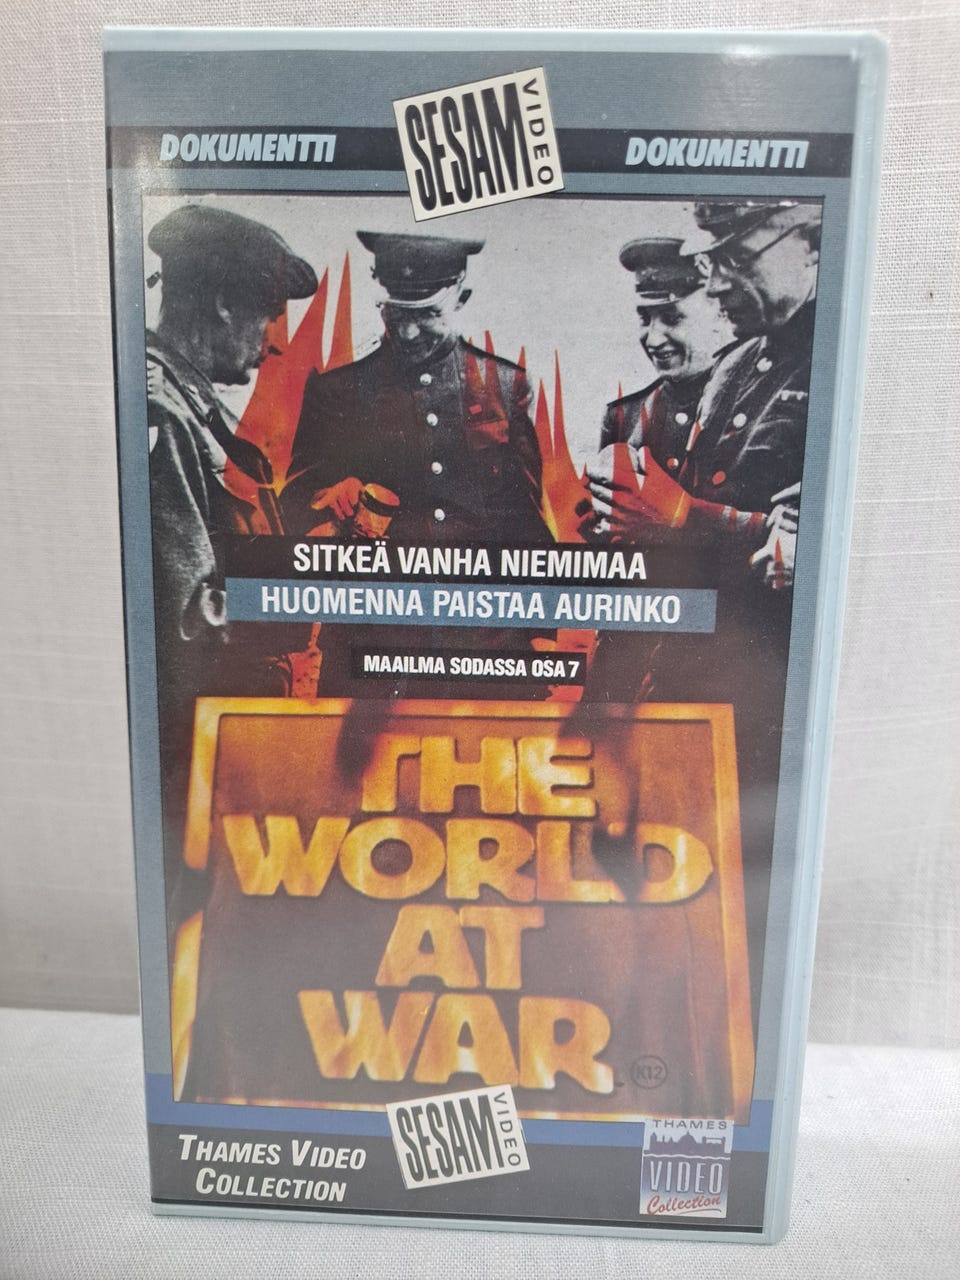 SESAM VIDEO
DOKUMENTTI
DOKUMENTTI
SITKEÄ VANHA NIEMIMAA
HUOMENNA PAISTAA AURINKO
MAAILMA SODASSA OSA 7
THE
WORLD
AT
WAR
K12
SESAM VIDEO
THAMES VIDEO
COLLECTION
THAMES
VIDEO
Collection